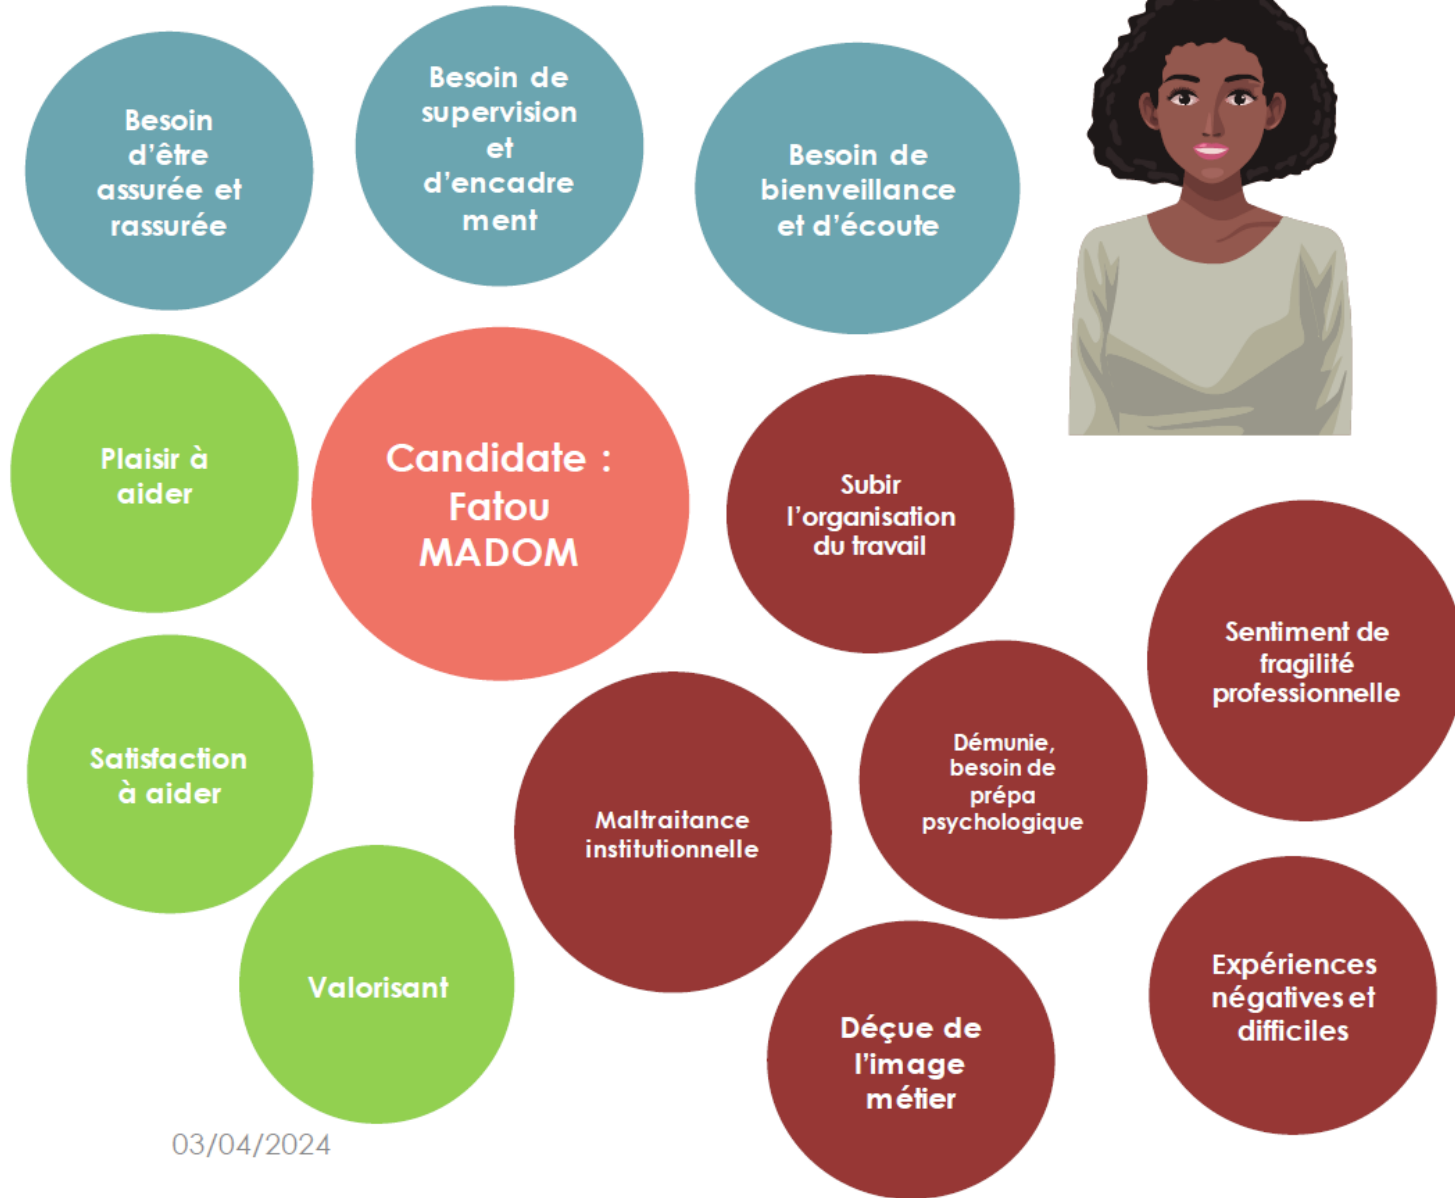 Besoin
d'être
assurée et
rassurée
Besoin de
supervision
et
d'encadre
ment
Besoin de
bienveillance
et d'écoute
Plaisir à
aider
Candidate :
Fatou
MADOM
Subir
l'organisation
du travail
Sentiment de
fragilité
professionnelle
Satisfaction
à aider
Maltraitance
institutionnelle
Démunie,
besoin de
prépa
psychologique
Valorisant
Déçue de
l'image
métier
Expériences
négatives et
difficiles
03/04/2024